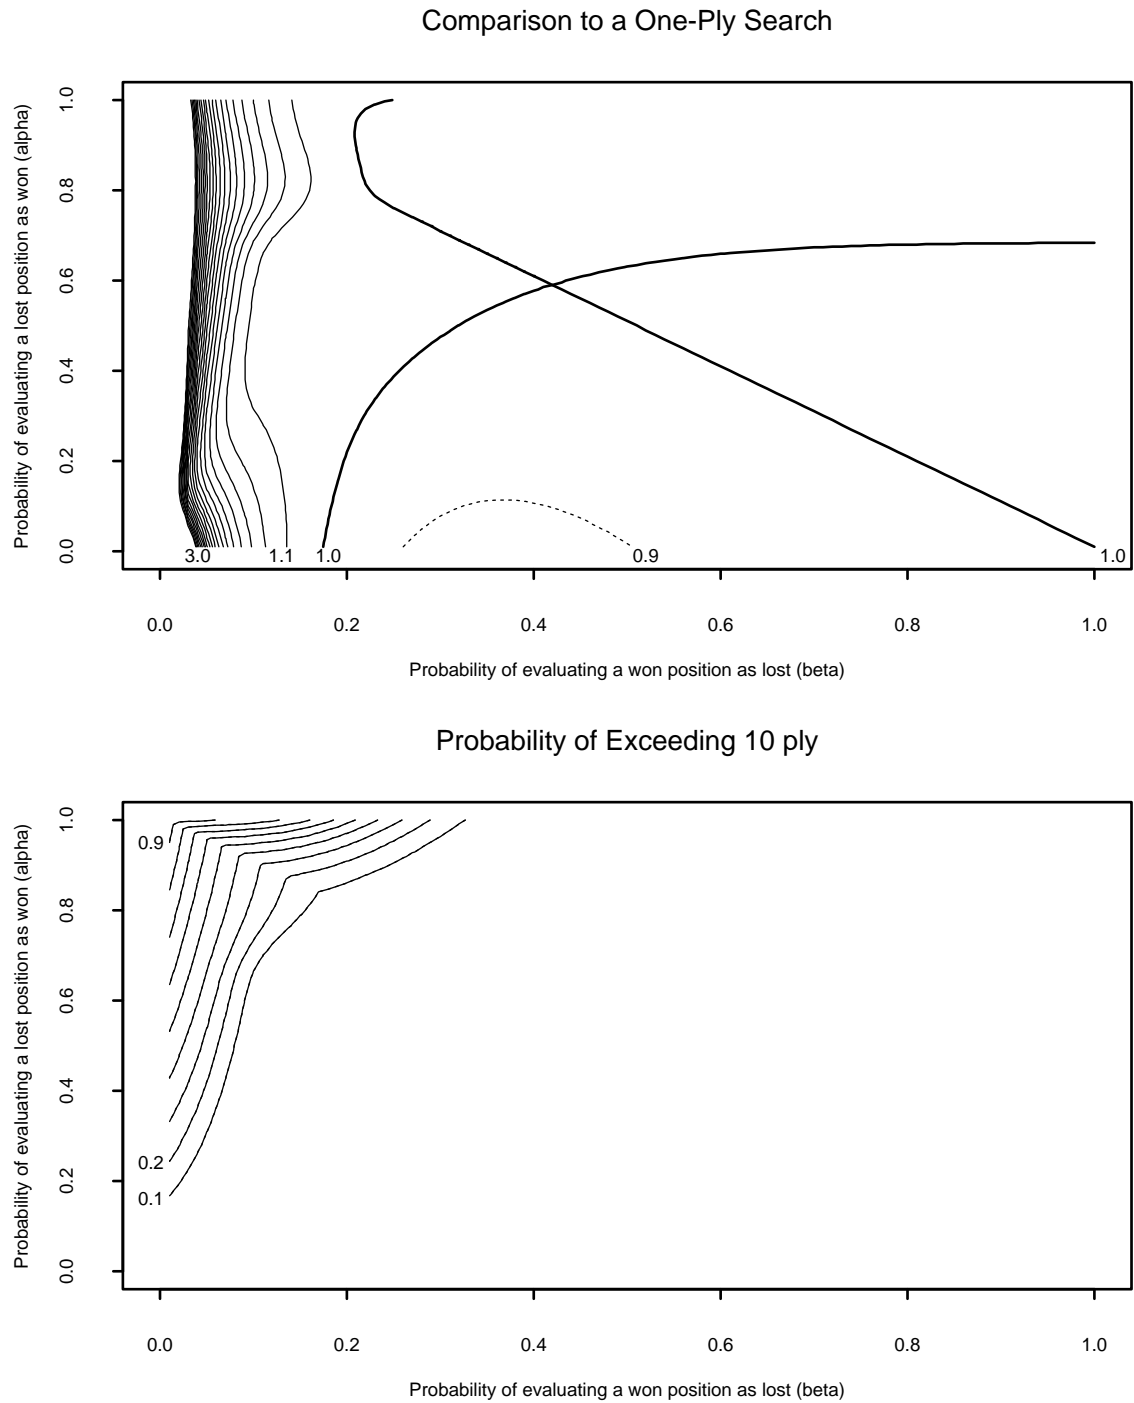 Comparison to a One-Ply Search
Probability of evaluating a lost position as won (alpha)
1.0
0.8
0.6
0.4
0.2
0.0
3.0 1.1 1.0 0.9 1.0
0.0 0.2 0.4 0.6 0.8 1.0
Probability of evaluating a won position as lost (beta)
Probability of Exceeding 10 ply
Probability of evaluating a lost position as won (alpha)
1.0
0.8
0.6
0.4
0.2
0.0
0.9
0.2
0.1
0.0 0.2 0.4 0.6 0.8 1.0
Probability of evaluating a won position as lost (beta)